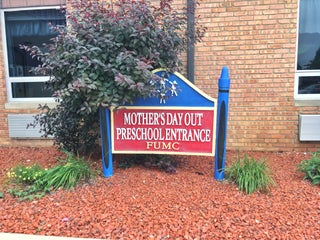 MOTHER'S DAY OUT
PRESCHOOL ENTRANCE
FUMC